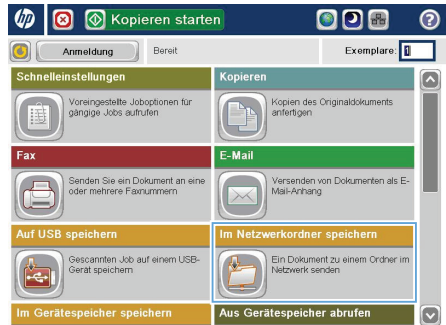 hp
Kopieren starten
?
Anmeldung
Bereit
Exemplare: 1
Schnelleinstellungen
Voreingestellte Joboptionen für
gängige Jobs aufrufen
Kopieren
Kopien des Originaldokuments
anfertigen
Fax
Senden Sie ein Dokument an eine
oder mehrere Faxnummern
E-Mail
Versenden von Dokumenten als E-
Mail-Anhang
Auf USB speichern
Gescannten Job auf einem USB-
Gerät speichern
Im Netzwerkordner speichern
Ein Dokument zu einem Ordner im
Netzwerk senden
Im Gerätespeicher speichern
Aus Gerätespeicher abrufen